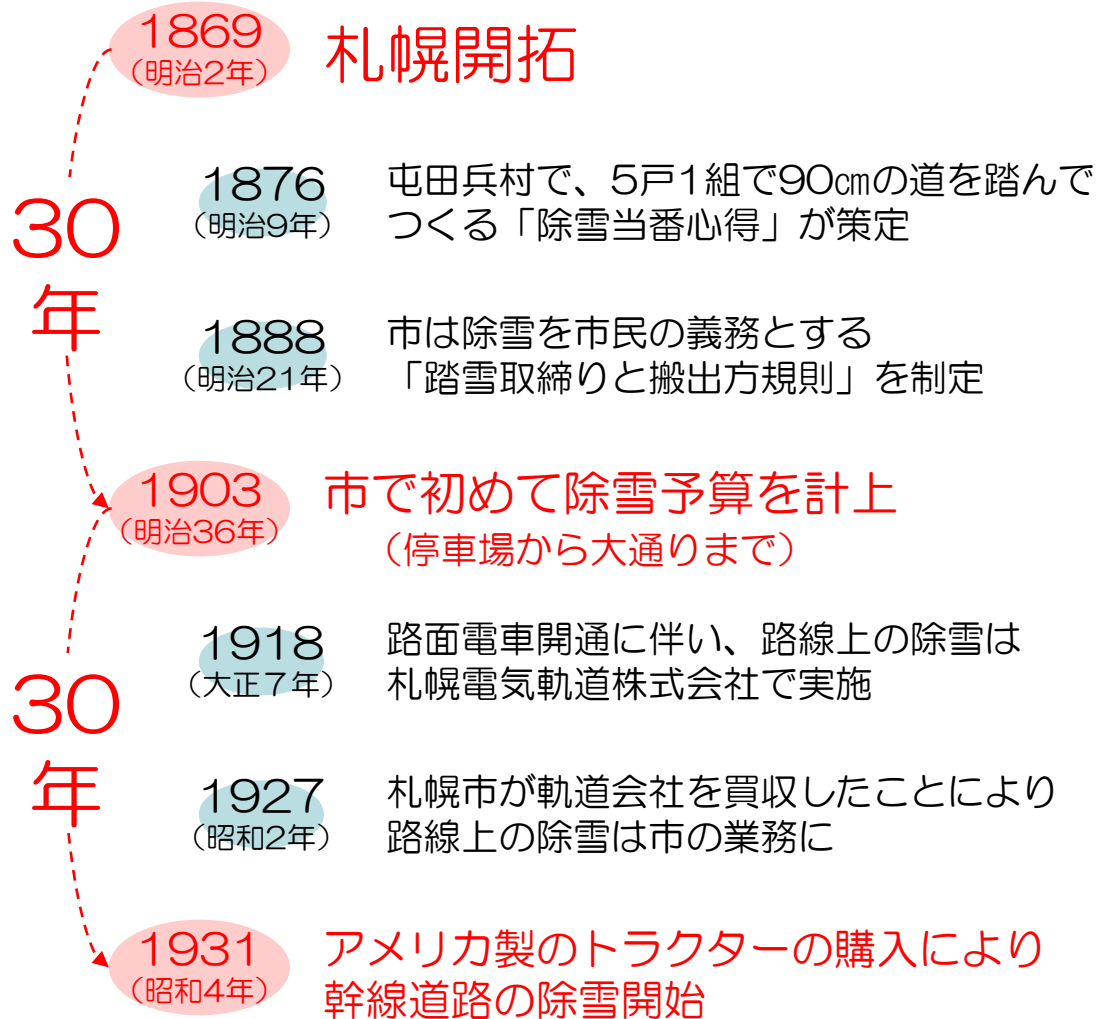 1869
（明治2年）
札幌開拓
30
年
1876
（明治9年）
屯田兵村で、5戸1組で90㎝の道を踏んで
つくる「除雪当番心得」が策定
1888
（明治21年）
市は除雪を市民の義務とする
「踏雪取締りと搬出方規則」を制定
1903
（明治36年）
市で初めて除雪予算を計上
（停車場から大通りまで）
30
年
1918
（大正７年）
路面電車開通に伴い、路線上の除雪は
札幌電気軌道株式会社で実施
1927
（昭和2年）
札幌市が軌道会社を買収したことにより
路線上の除雪は市の業務に
1931
（昭和4年）
アメリカ製のトラクターの購入により
幹線道路の除雪開始